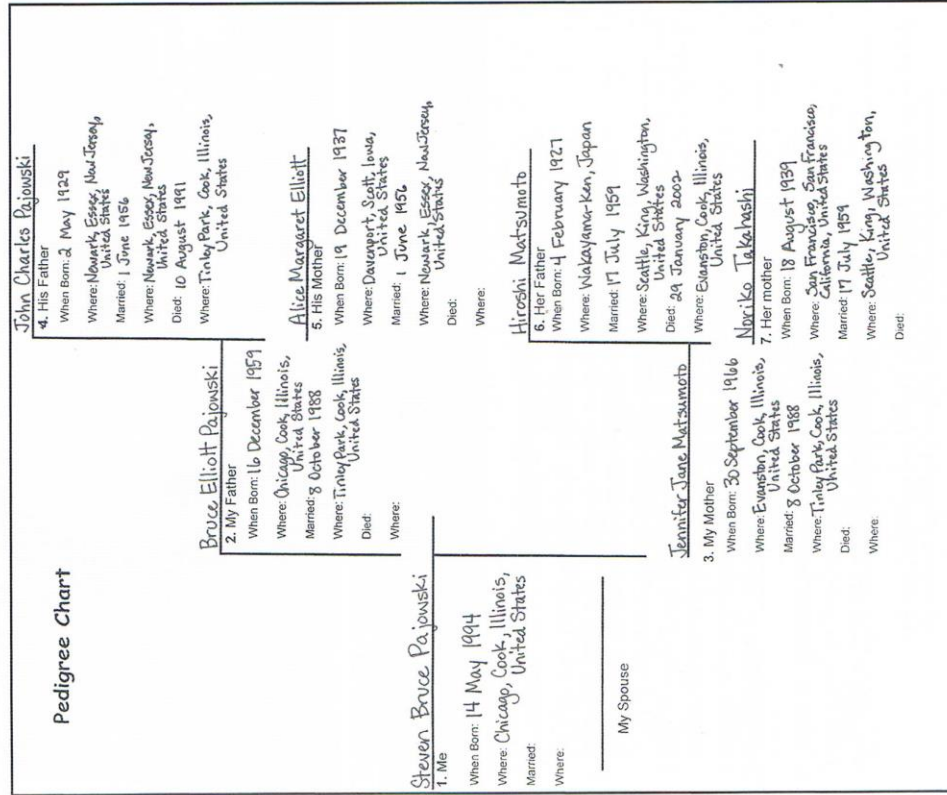 Pedigree Chart
Steven Bruce Pajowski
1. Me
When Born: 14 May 1994
Where: Chicago, Cook, Illinois,
United States
Married:
Where:
My Spouse
Bruce Elliott Pajowski
2. My Father
When Born: 16 December 1959
Where: Chicago, Cook, Illinois,
United States
Married: 8 October 1988
Where: Tinley Park, Cook, Illinois,
United States
Died:
Where:
Jennifer Jane Matsumoto
3. My Mother
When Born: 30 September 1966
Where: Evanston, Cook, Illinois,
United States
Married: 8 October 1988
Where: Tinley Park, Cook, Illinois,
United States
Died:
Where:
John Charles Pajowski
4. His Father
When Born: 2 May 1929
Where: Newark, Essex, New Jersey,
United States
Married: 1 June 1956
Where: Newark, Essex, New Jersey,
United States
Died: 10 August 1991
Where: Tinley Park, Cook, Illinois,
United States
Alice Margaret Elliott
5. His Mother
When Born: 19 December 1937
Where: Davenport, Scott, Iowa,
United States
Married: 1 June 1956
Where: Newark, Essex, New Jersey,
United States
Died:
Where:
Hiroshi Matsumoto
6. Her Father
When Born: 4 February 1927
Where: Wakayama-ken, Japan
Married: 17 July 1959
Where: Seattle, King, Washington,
United States
Died: 29 January 2002
Where: Evanston, Cook, Illinois,
United States
Noriko Takahashi
7. Her mother
When Born: 18 August 1939
Where: San Francisco, San Francisco,
California, United States
Married: 17 July 1959
Where: Seattle, King, Washington,
United States
Died: